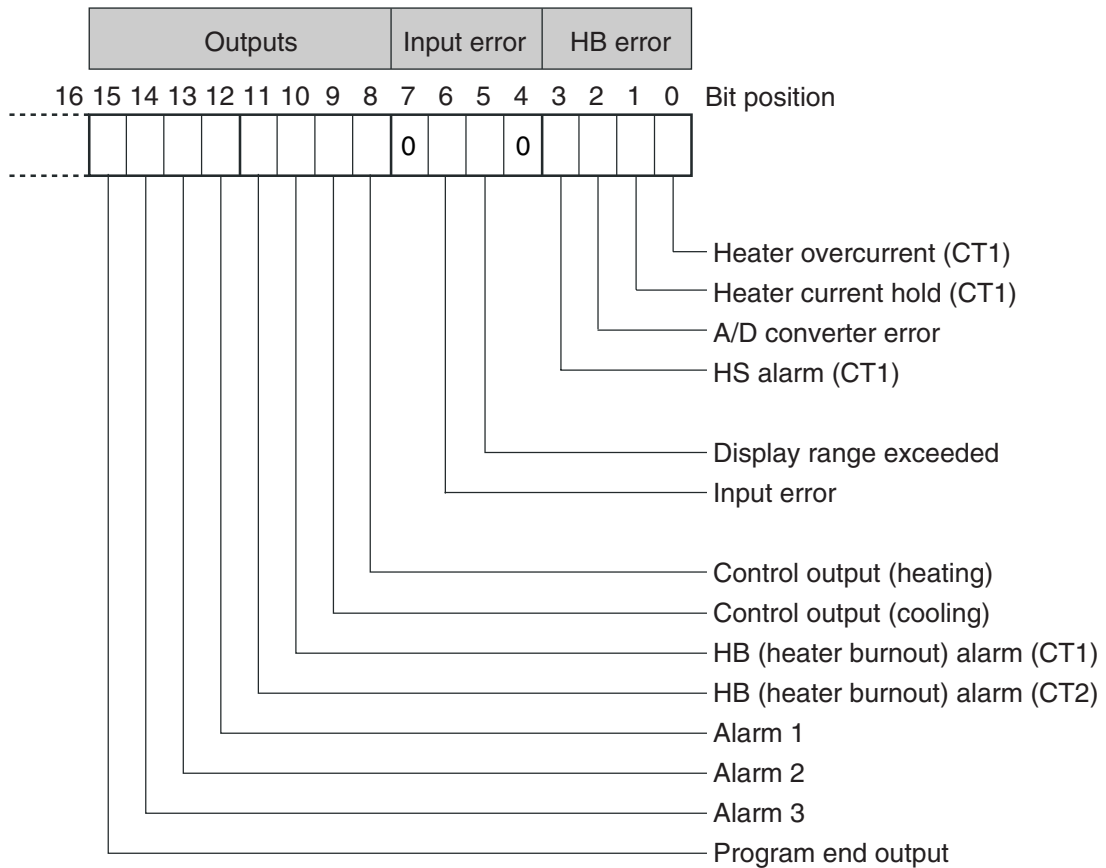 Outputs Input error HB error
16 15 14 13 12 11 10 9 8 7 6 5 4 3 2 1 0 Bit position
0 0
Heater overcurrent (CT1)
Heater current hold (CT1)
A/D converter error
HS alarm (CT1)
Display range exceeded
Input error
Control output (heating)
Control output (cooling)
HB (heater burnout) alarm (CT1)
HB (heater burnout) alarm (CT2)
Alarm 1
Alarm 2
Alarm 3
Program end output